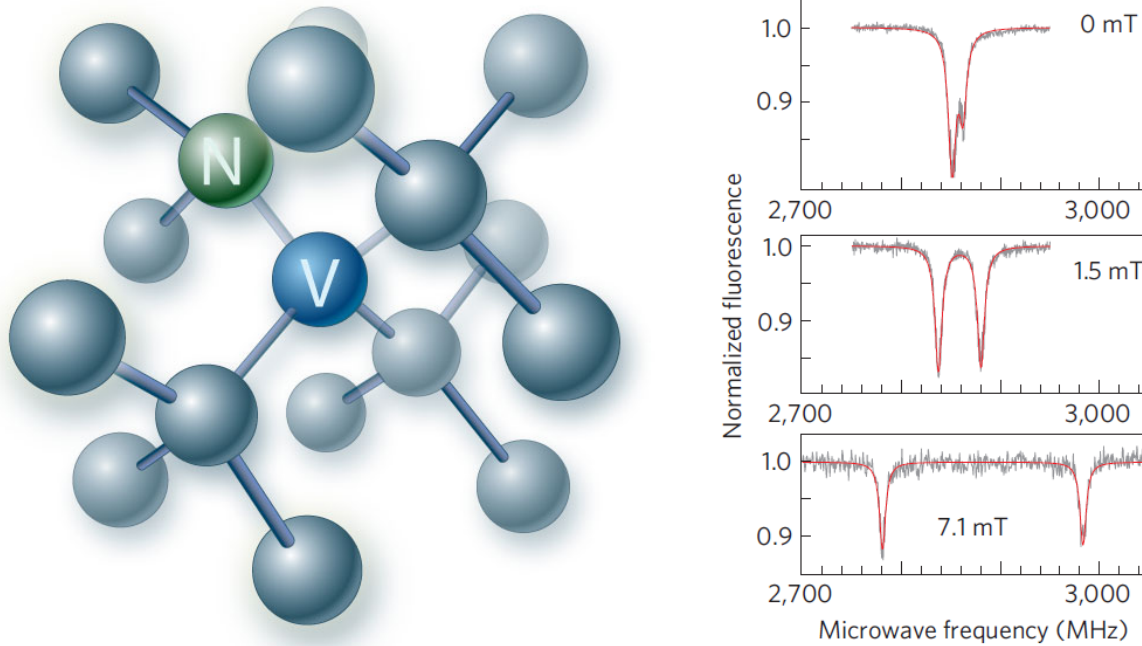 N
V
Normalized fluorescence
1.0
0 mT
0.9
2,700 3,000
1.0
1.5 mT
0.9
2,700 3,000
1.0
7.1 mT
0.9
2,700 3,000
Microwave frequency (MHz)